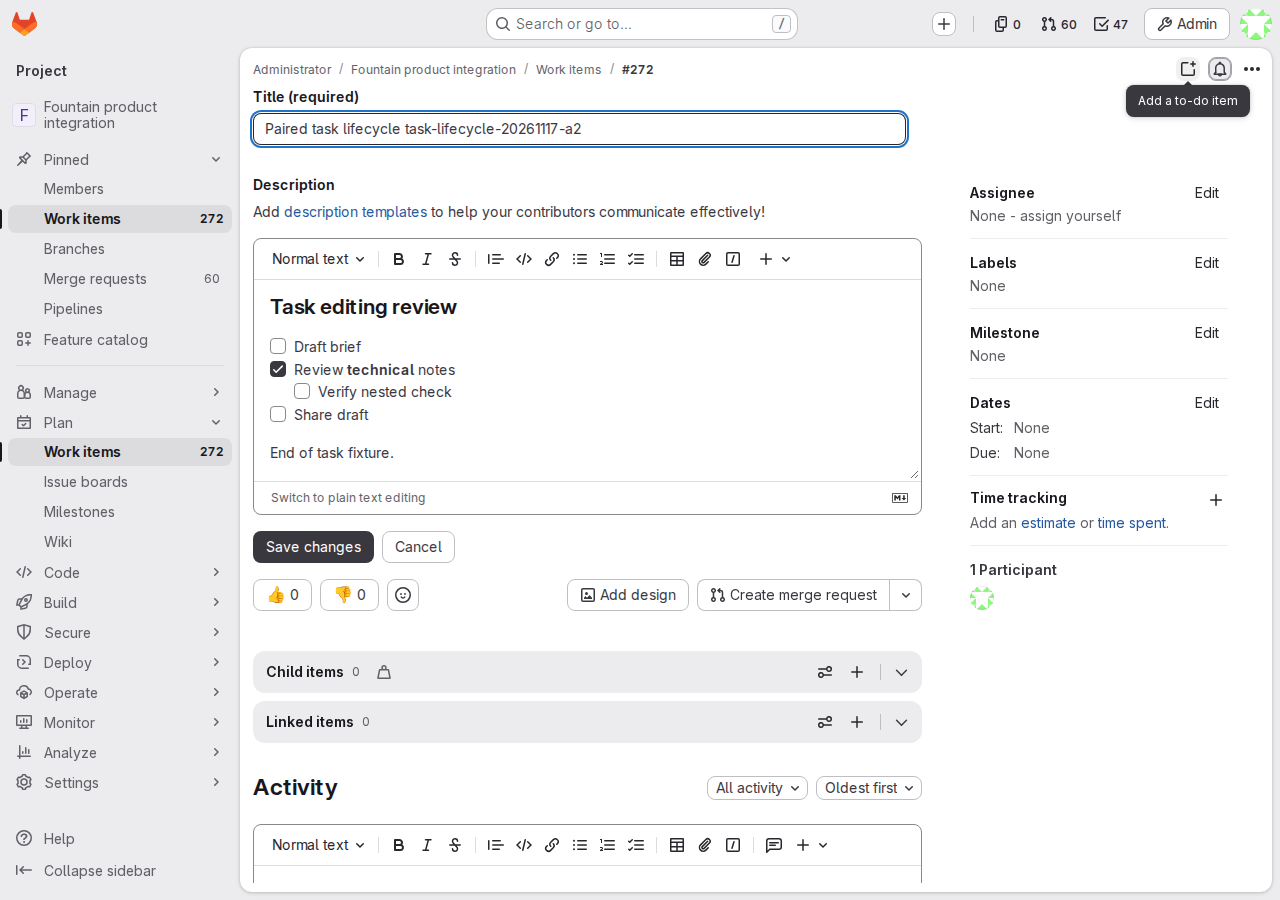 Search or go to...
/
0
60
47
Admin
Project
F
Fountain product integration
Pinned
Members
Work items
272
Branches
Merge requests
60
Pipelines
Feature catalog
Manage
Plan
Work items
272
Issue boards
Milestones
Wiki
Code
Build
Secure
Deploy
Operate
Monitor
Analyze
Settings
Help
Collapse sidebar
Administrator / Fountain product integration / Work items / #272
Add a to-do item
Title (required)
Paired task lifecycle task-lifecycle-20261117-a2
Description
Add description templates to help your contributors communicate effectively!
Normal text
Task editing review
Draft brief
Review technical notes
Verify nested check
Share draft
End of task fixture.
Switch to plain text editing
Save changes
Cancel
👍 0
👎 0
Add design
Create merge request
Child items 0
Linked items 0
Activity
All activity
Oldest first
Normal text
Assignee
Edit
None - assign yourself
Labels
Edit
None
Milestone
Edit
None
Dates
Edit
Start: None
Due: None
Time tracking
Add an estimate or time spent.
1 Participant